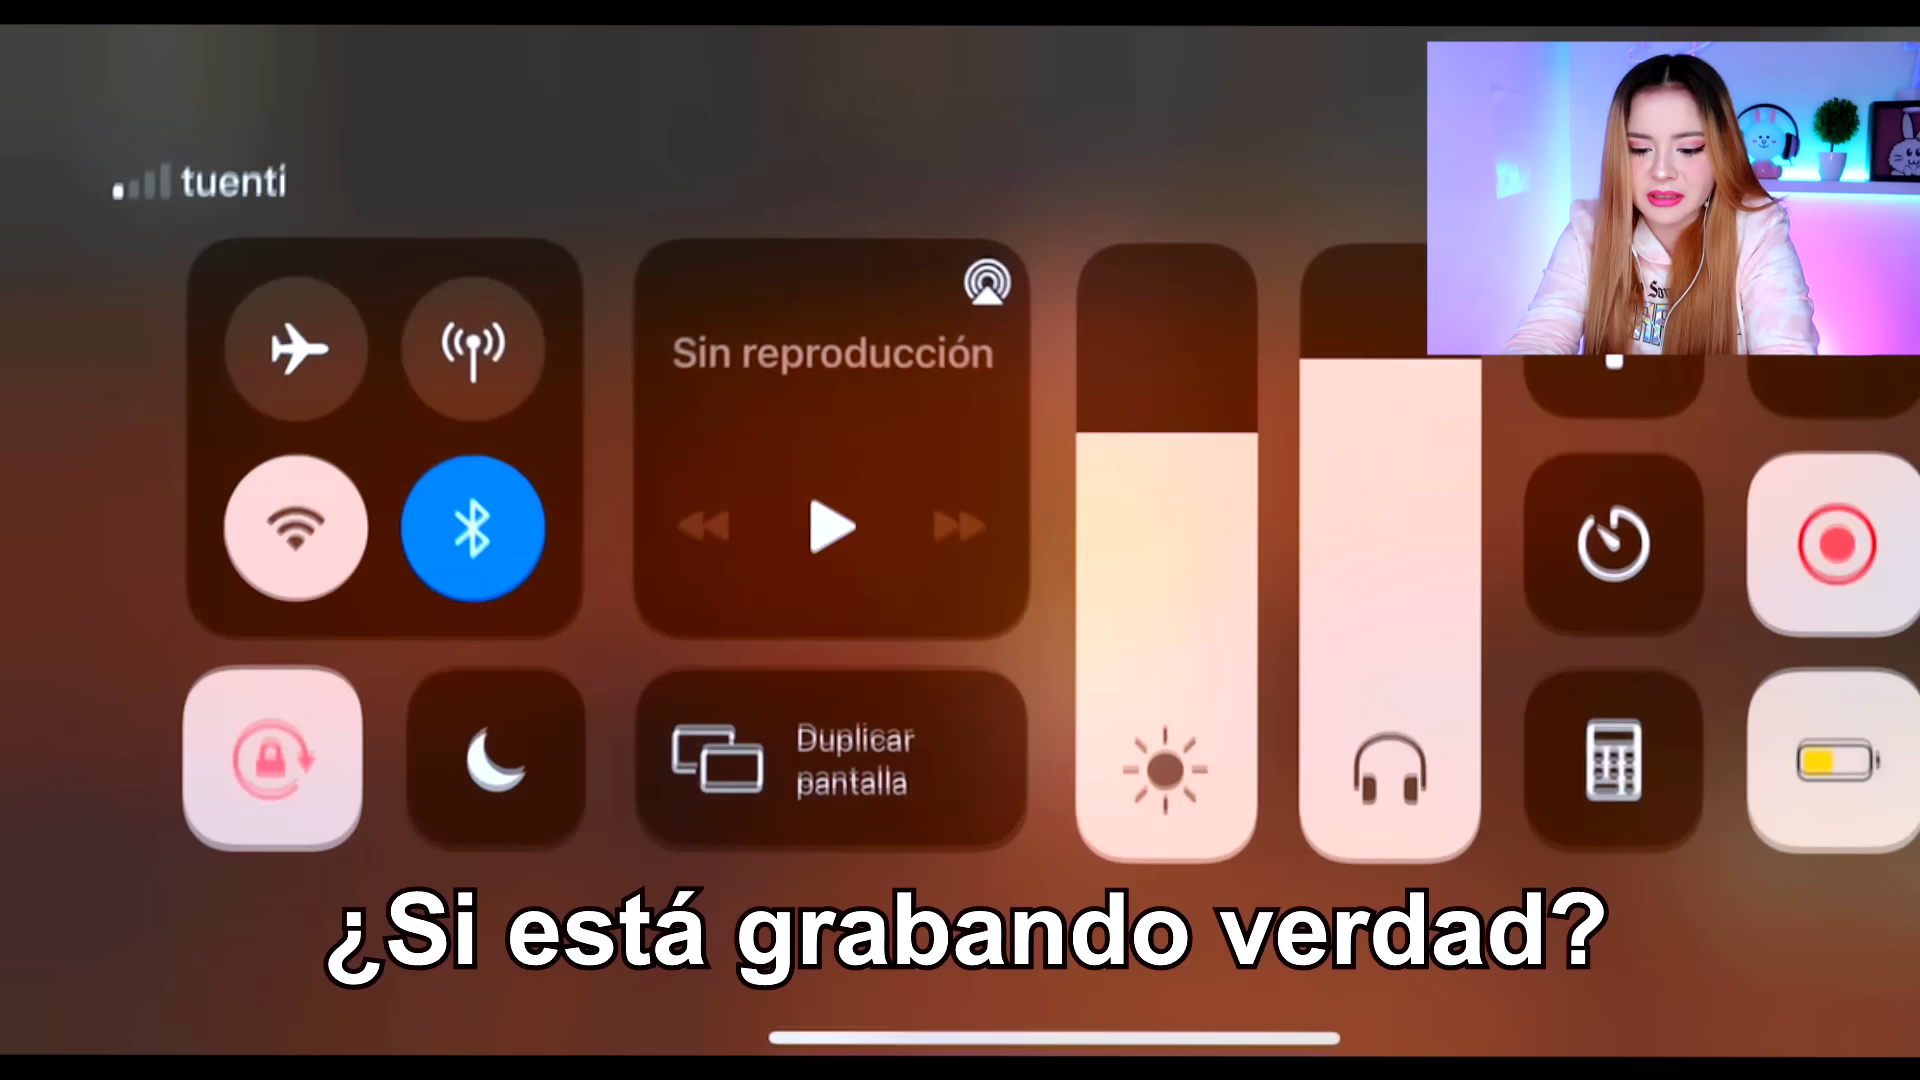 tuenti
Sin reproducción
Duplicar
pantalla
¿Si está grabando verdad?